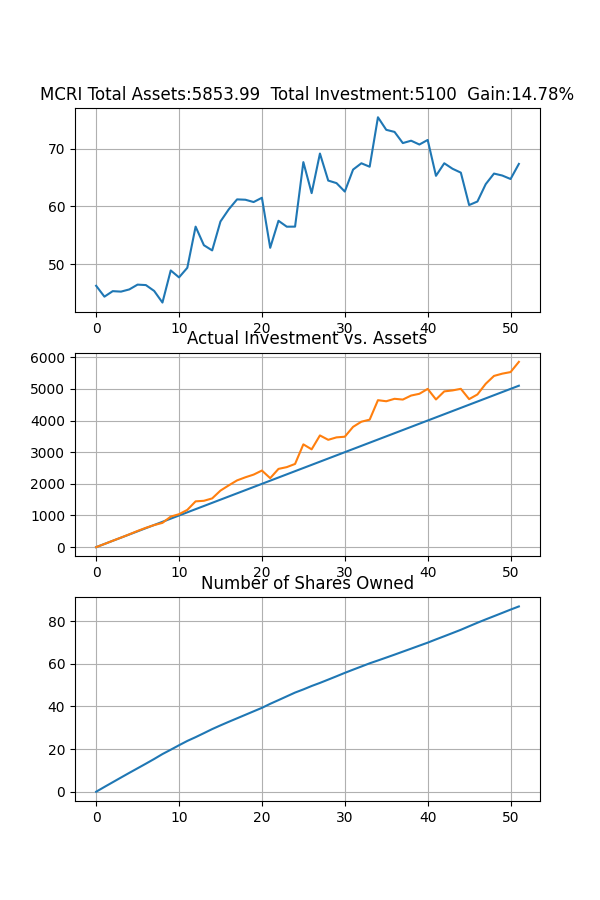 MCRI Total Assets:5853.99  Total Investment:5100  Gain:14.78%
70
60
50
0 10 20 30 40 50
Actual Investment vs. Assets
6000
5000
4000
3000
2000
1000
0
0 10 20 30 40 50
Number of Shares Owned
80
60
40
20
0
0 10 20 30 40 50